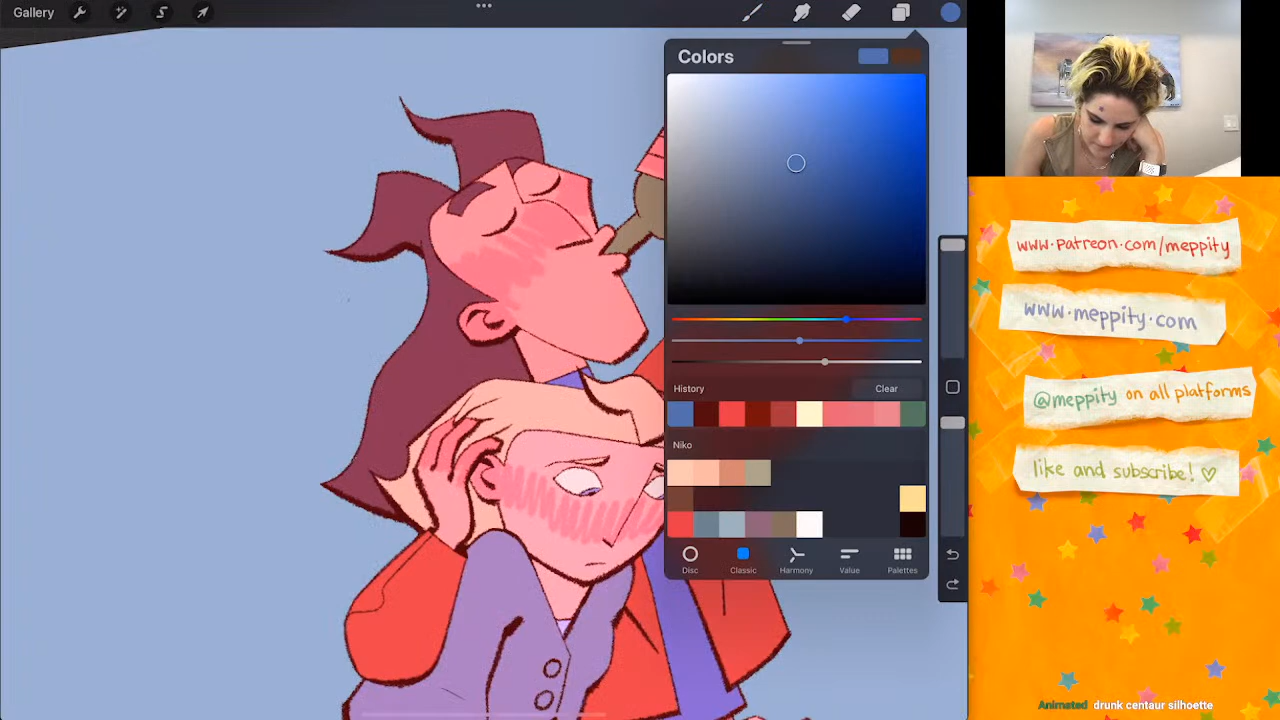 Gallery
Colors
History
Clear
Niko
Disc
Classic
Harmony
Value
Palettes
www.patreon.com/meppity
www.meppity.com
@meppity on all platforms
like and subscribe! ♡
Animated drunk centaur silhoette